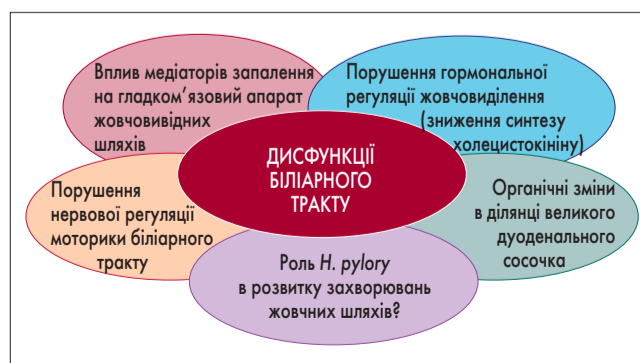 Вплив медіаторів запалення
на гладком’язовий апарат
жовчовивідних
шляхів
Порушення гормональної
регуляції жовчовиділення
(зниження синтезу
холецистокініну)
ДИСФУНКЦІЇ
БІЛІАРНОГО
ТРАКТУ
Порушення
нервової регуляції
моторики біліарного
тракту
Органічні зміни
в ділянці великого
дуоденального
сосочка
Роль H. pylory
в розвитку захворювань
жовчних шляхів?